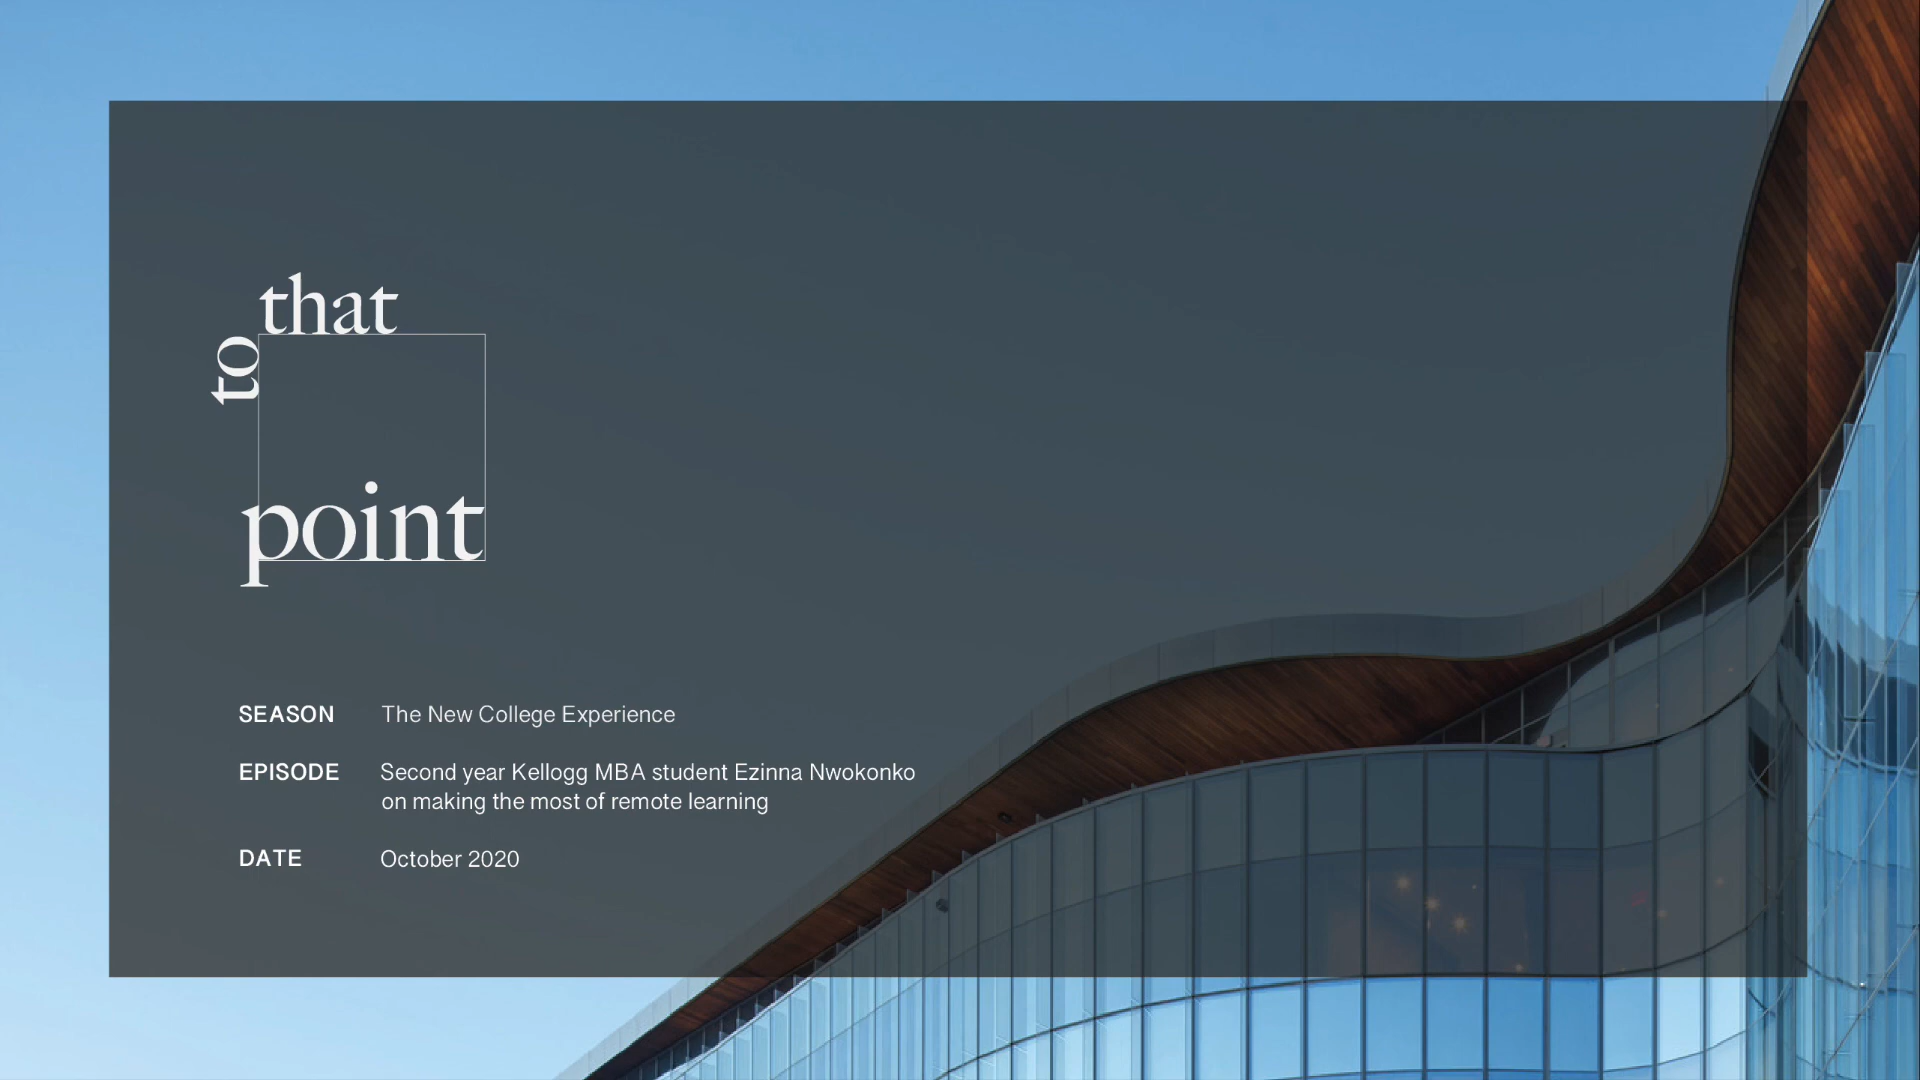 to that
point
SEASON The New College Experience
EPISODE Second year Kellogg MBA student Ezinna Nwokonko
on making the most of remote learning
DATE October 2020